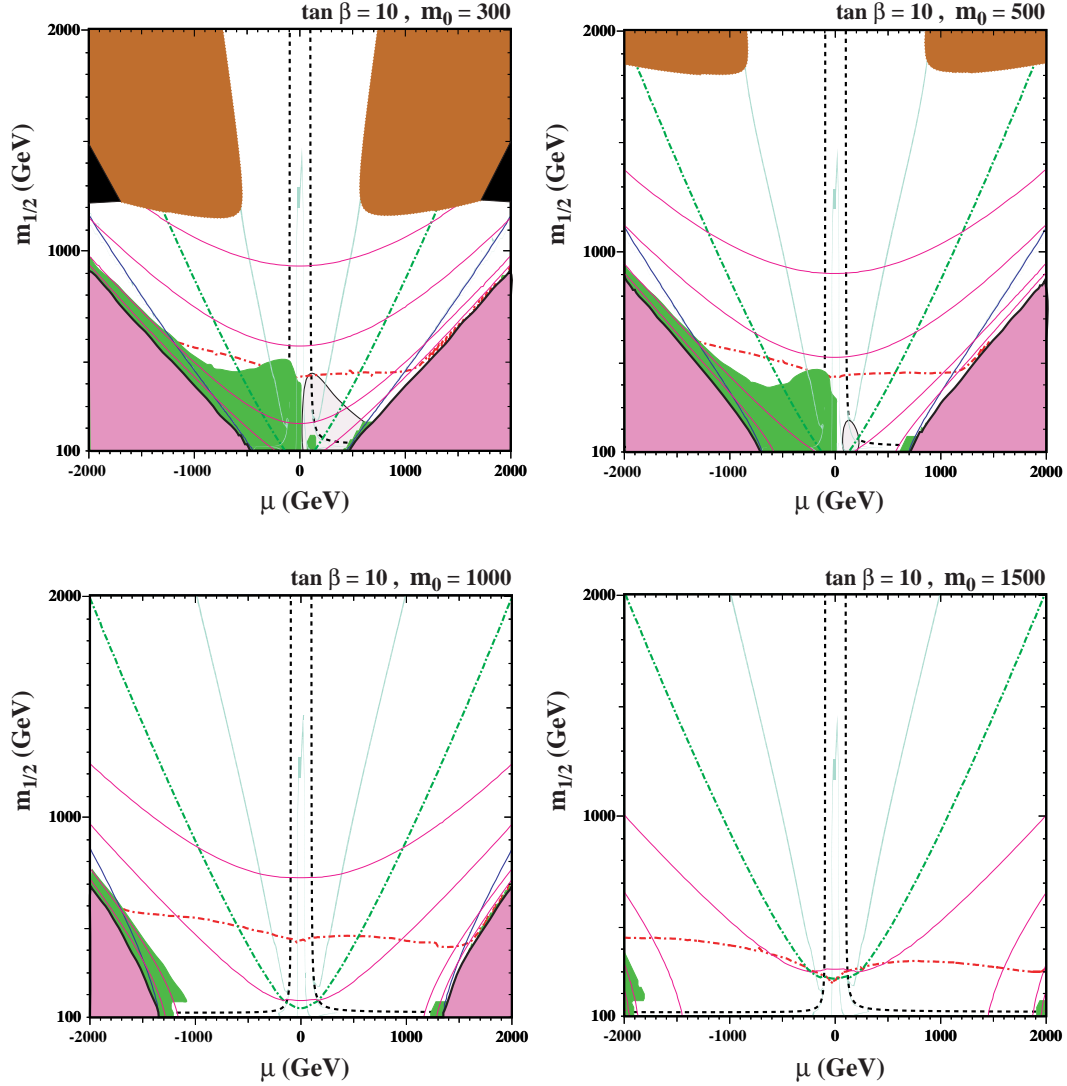 tan β = 10 , m0 = 300
2000
1000
100
m1/2 (GeV)
-2000 -1000 0 1000 2000
μ (GeV)
tan β = 10 , m0 = 500
2000
1000
100
m1/2 (GeV)
-2000 -1000 0 1000 2000
μ (GeV)
tan β = 10 , m0 = 1000
2000
1000
100
m1/2 (GeV)
-2000 -1000 0 1000 2000
μ (GeV)
tan β = 10 , m0 = 1500
2000
1000
100
m1/2 (GeV)
-2000 -1000 0 1000 2000
μ (GeV)